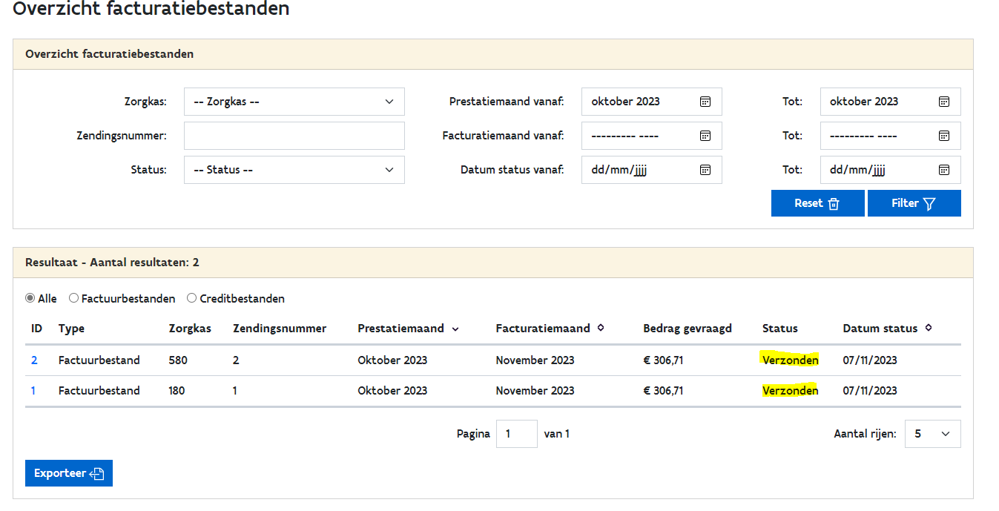 Overzicht facturatiebestanden
Overzicht facturatiebestanden
Zorgkas: -- Zorgkas -- Prestatiemaand vanaf: oktober 2023 Tot: oktober 2023
Zendingsnummer: Facturatiemaand vanaf: --------- ---- Tot: --------- ----
Status: -- Status -- Datum status vanaf: dd/mm/jjjj Tot: dd/mm/jjjj
Reset Filter
Resultaat - Aantal resultaten: 2
Alle Factuurbestanden Creditbestanden
ID Type Zorgkas Zendingsnummer Prestatiemaand Facturatiemaand Bedrag gevraagd Status Datum status
2 Factuurbestand 580 2 Oktober 2023 November 2023 € 306,71 Verzonden 07/11/2023
1 Factuurbestand 180 1 Oktober 2023 November 2023 € 306,71 Verzonden 07/11/2023
Pagina 1 van 1 Aantal rijen: 5
Exporteer